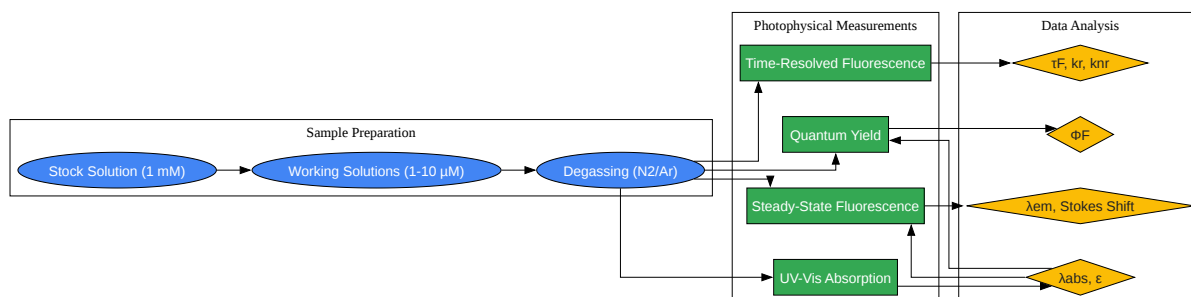 Photophysical Measurements
Data Analysis
Time-Resolved Fluorescence
τF, kr, knr
Sample Preparation
Quantum Yield
ΦF
Stock Solution (1 mM)
Working Solutions (1-10 µM)
Degassing (N2/Ar)
Steady-State Fluorescence
λem, Stokes Shift
UV-Vis Absorption
λabs, ε